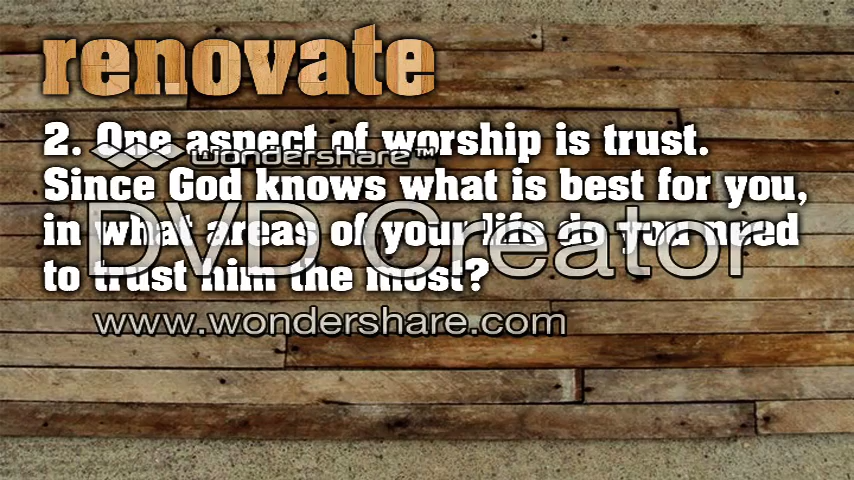 renovate
2. One aspect of worship is trust.
wondershare™
Since God knows what is best for you,
DVD Creator
in what areas of your life do you need
to trust him the most?
www.wondershare.com